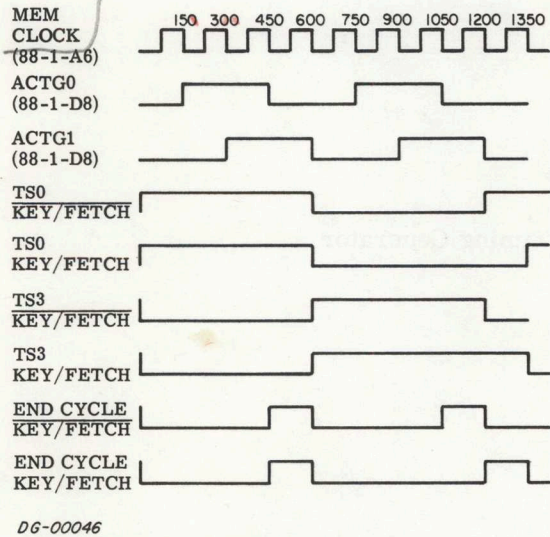 MEM 150 300 450 600 750 900 1050 1200 1350
CLOCK
(88-1-A6)
ACTG0
(88-1-D8)
ACTG1
(88-1-D8)
TS0
KEY/FETCH
TS0
KEY/FETCH
TS3
KEY/FETCH
TS3
KEY/FETCH
END CYCLE
KEY/FETCH
END CYCLE
KEY/FETCH
DG-00046